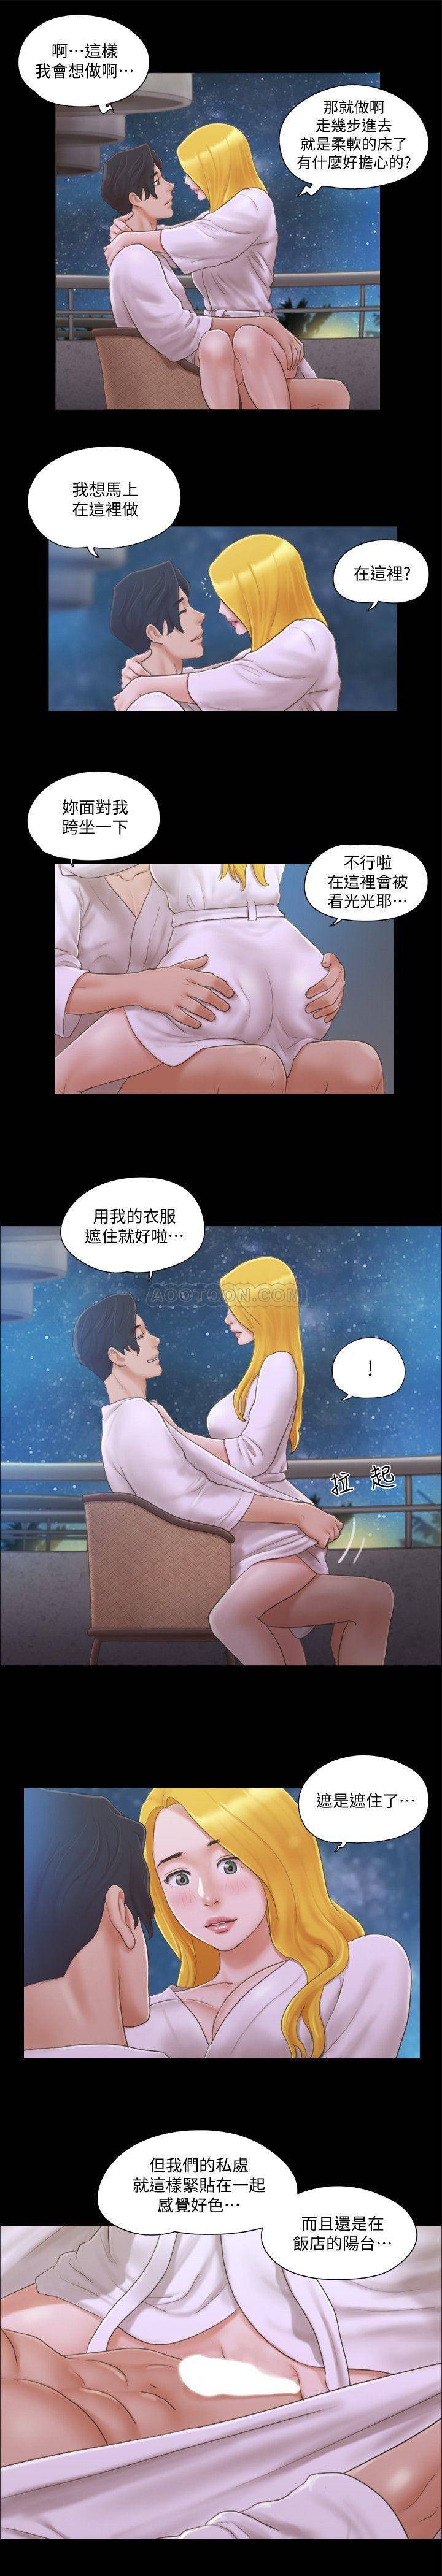 啊⋯這樣
我會想做啊⋯
那就做啊
走幾步進去
就是柔軟的床了
有什麼好擔心的?
我想馬上
在這裡做
在這裡?
妳面對我
跨坐一下
不行啦
在這裡會被
看光光耶⋯
用我的衣服
遮住就好啦⋯
AOOTOON.COM
!
拉起
遮是遮住了⋯
但我們的私處
就這樣緊貼在一起
感覺好色⋯
而且還是在
飯店的陽台⋯